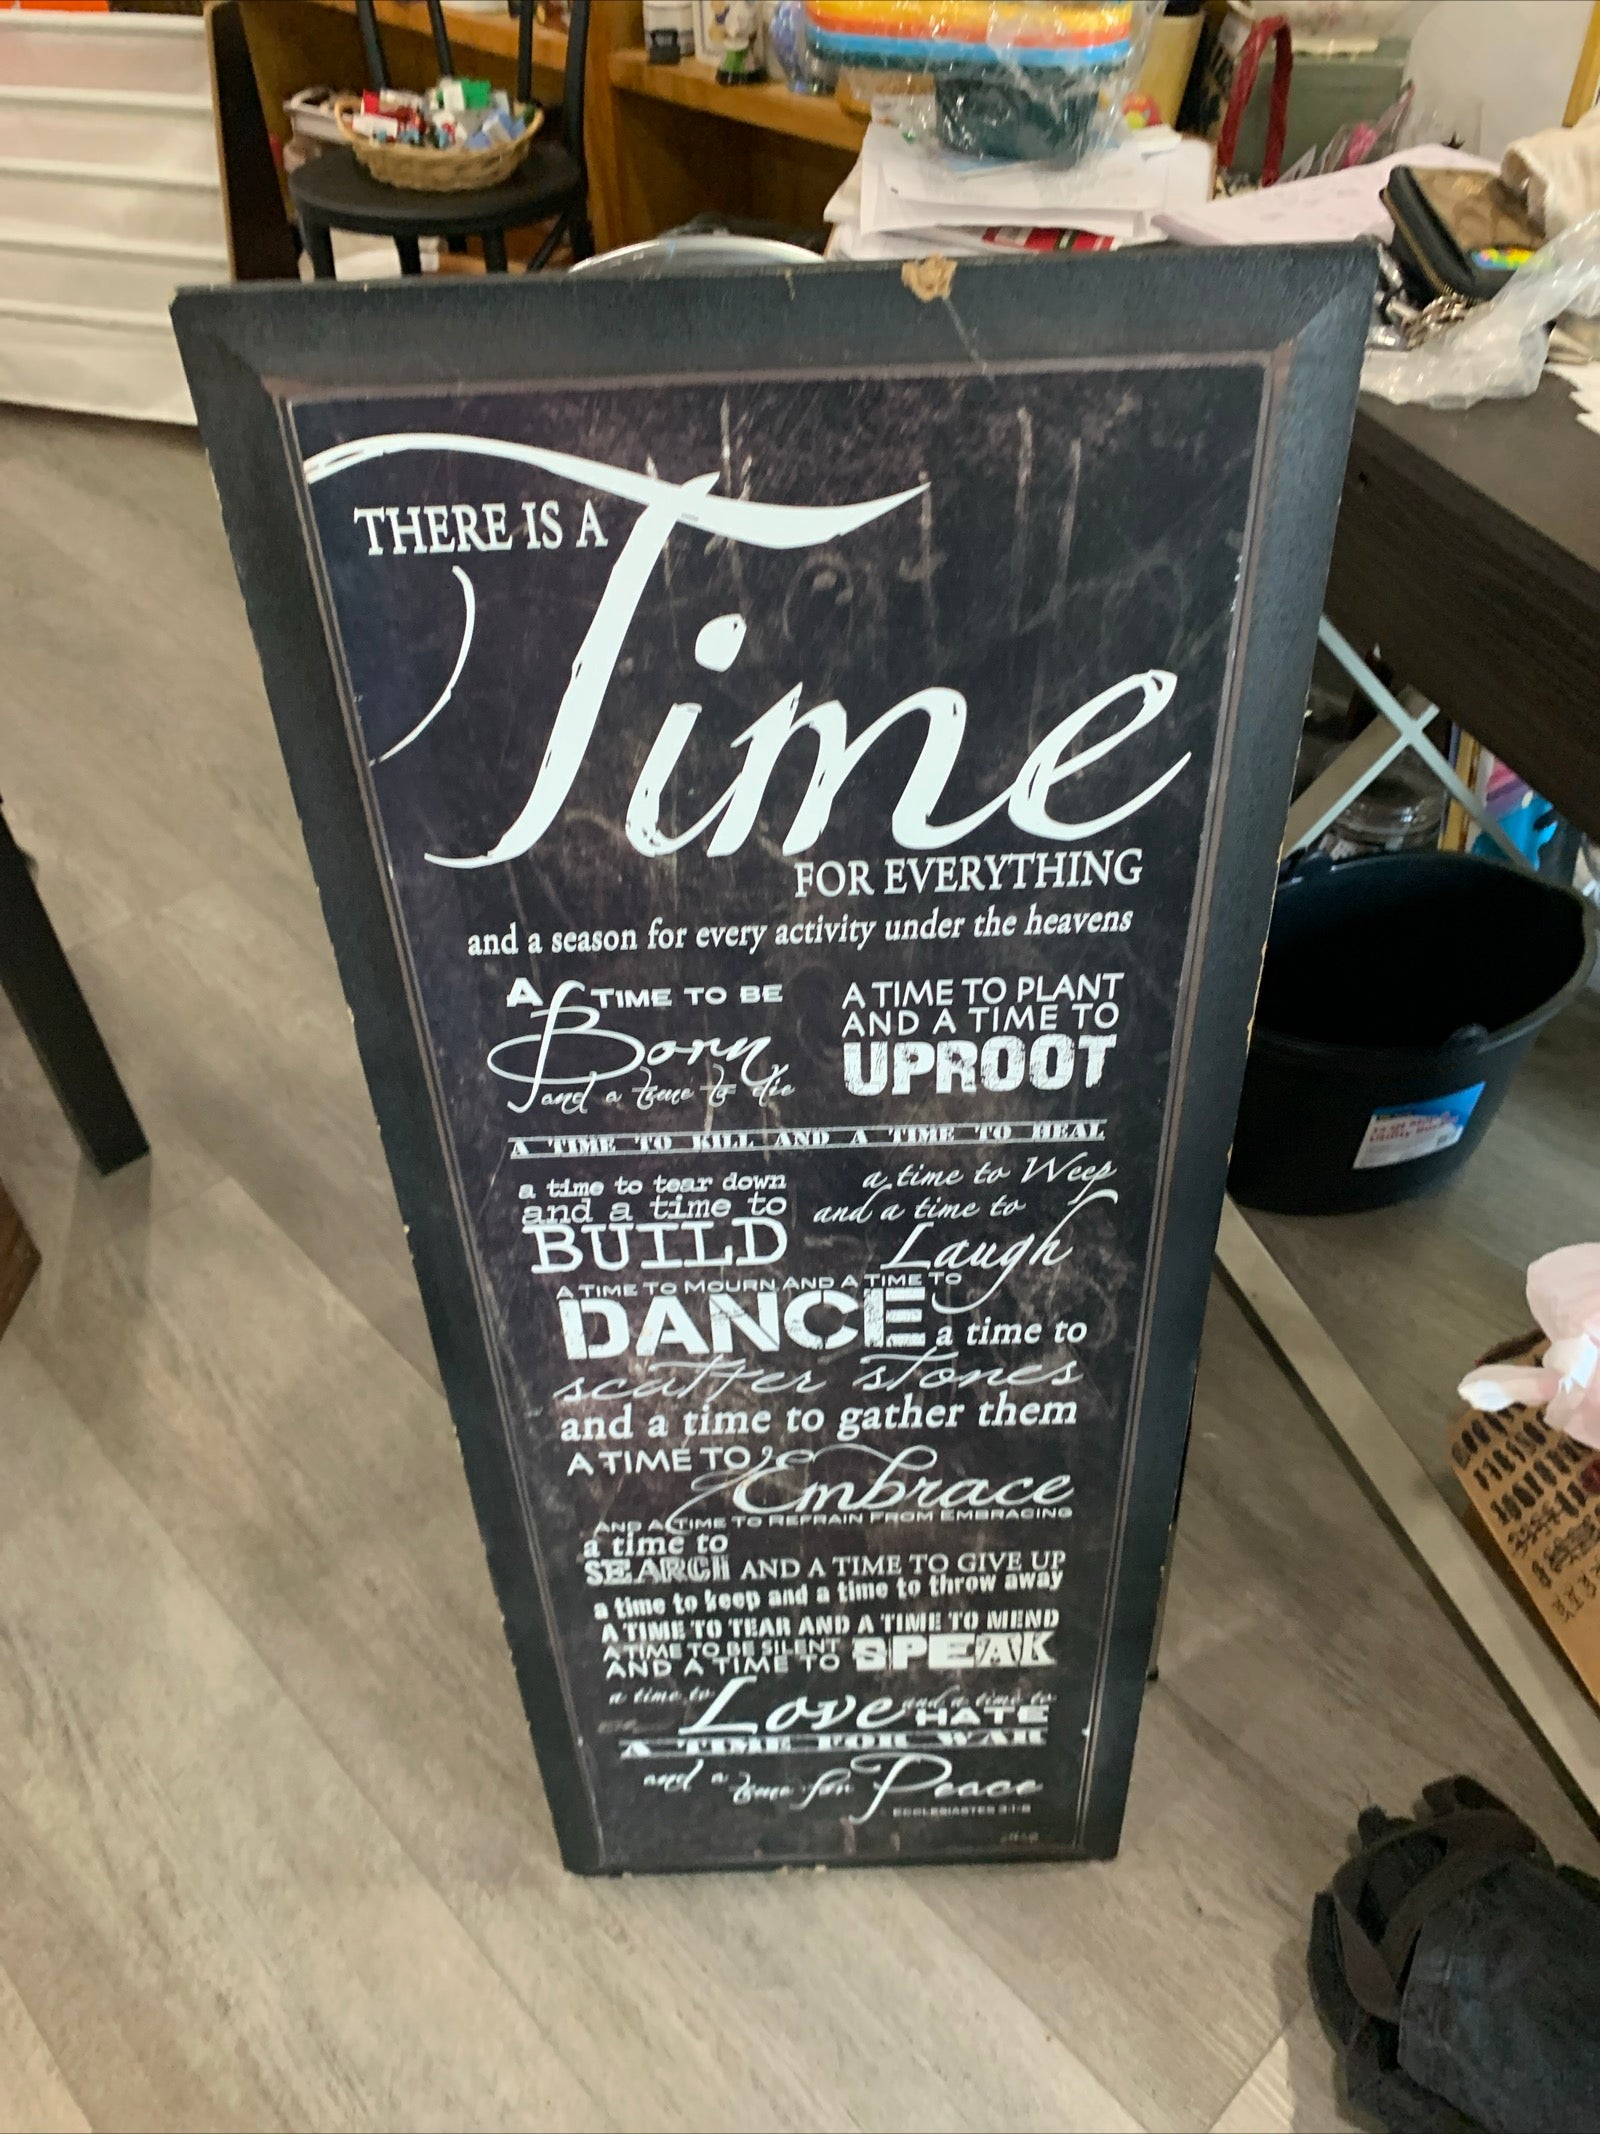 THERE IS A
Time
FOR EVERYTHING
and a season for every activity under the heavens
A TIME TO BE
Born
and a time to die
A TIME TO PLANT
AND A TIME TO
UPROOT
A TIME TO KILL AND A TIME TO HEAL
a time to tear down
and a time to
BUILD
a time to Weep
and a time to
Laugh
A TIME TO MOURN AND A TIME TO
DANCE a time to
scatter stones
and a time to gather them
A TIME TO Embrace
AND A TIME TO REFRAIN FROM EMBRACING
a time to
SEARCH AND A TIME TO GIVE UP
a time to keep and a time to throw away
A TIME TO TEAR AND A TIME TO MEND
A TIME TO BE SILENT
AND A TIME TO SPEAK
a time to Love and a time to
HATE
A TIME FOR WAR
and a time for Peace
ECCLESIASTES 3:1-8